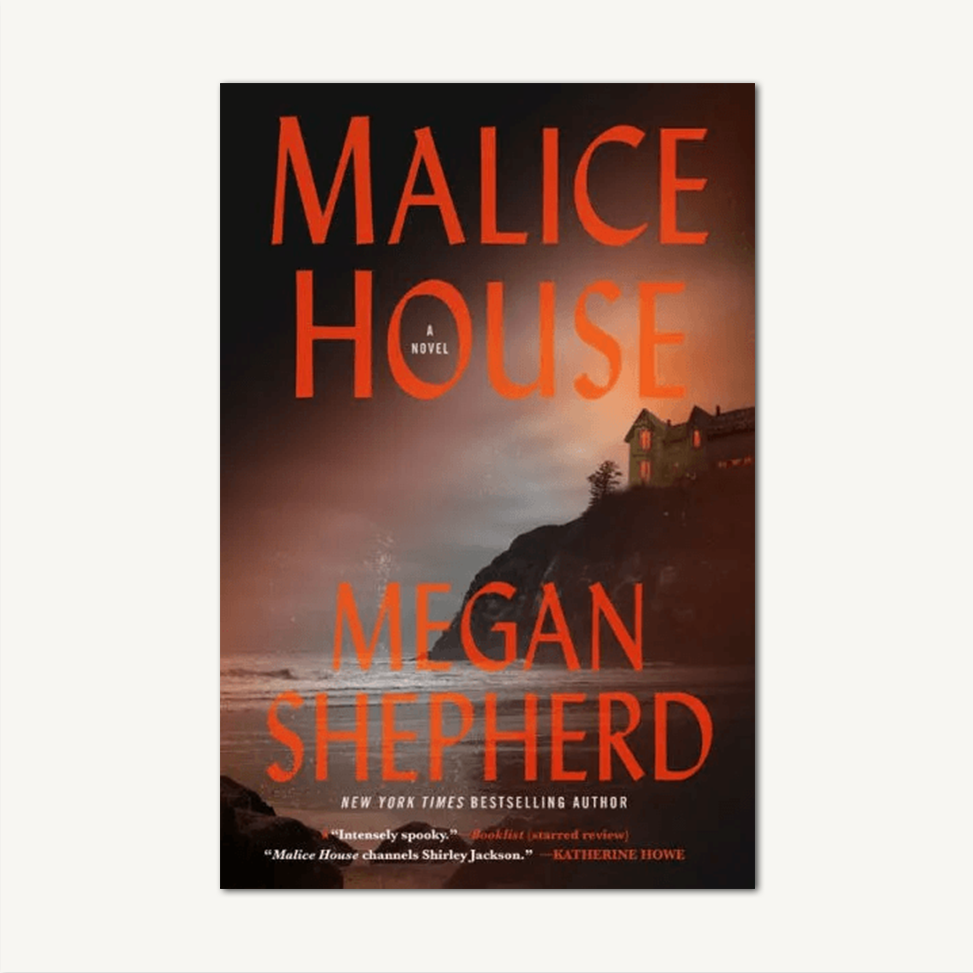 MALICE
HOUSE
A
NOVEL
MEGAN
SHEPHERD
NEW YORK TIMES BESTSELLING AUTHOR
★“Intensely spooky.” —Booklist (starred review)
“Malice House channels Shirley Jackson.” —KATHERINE HOWE